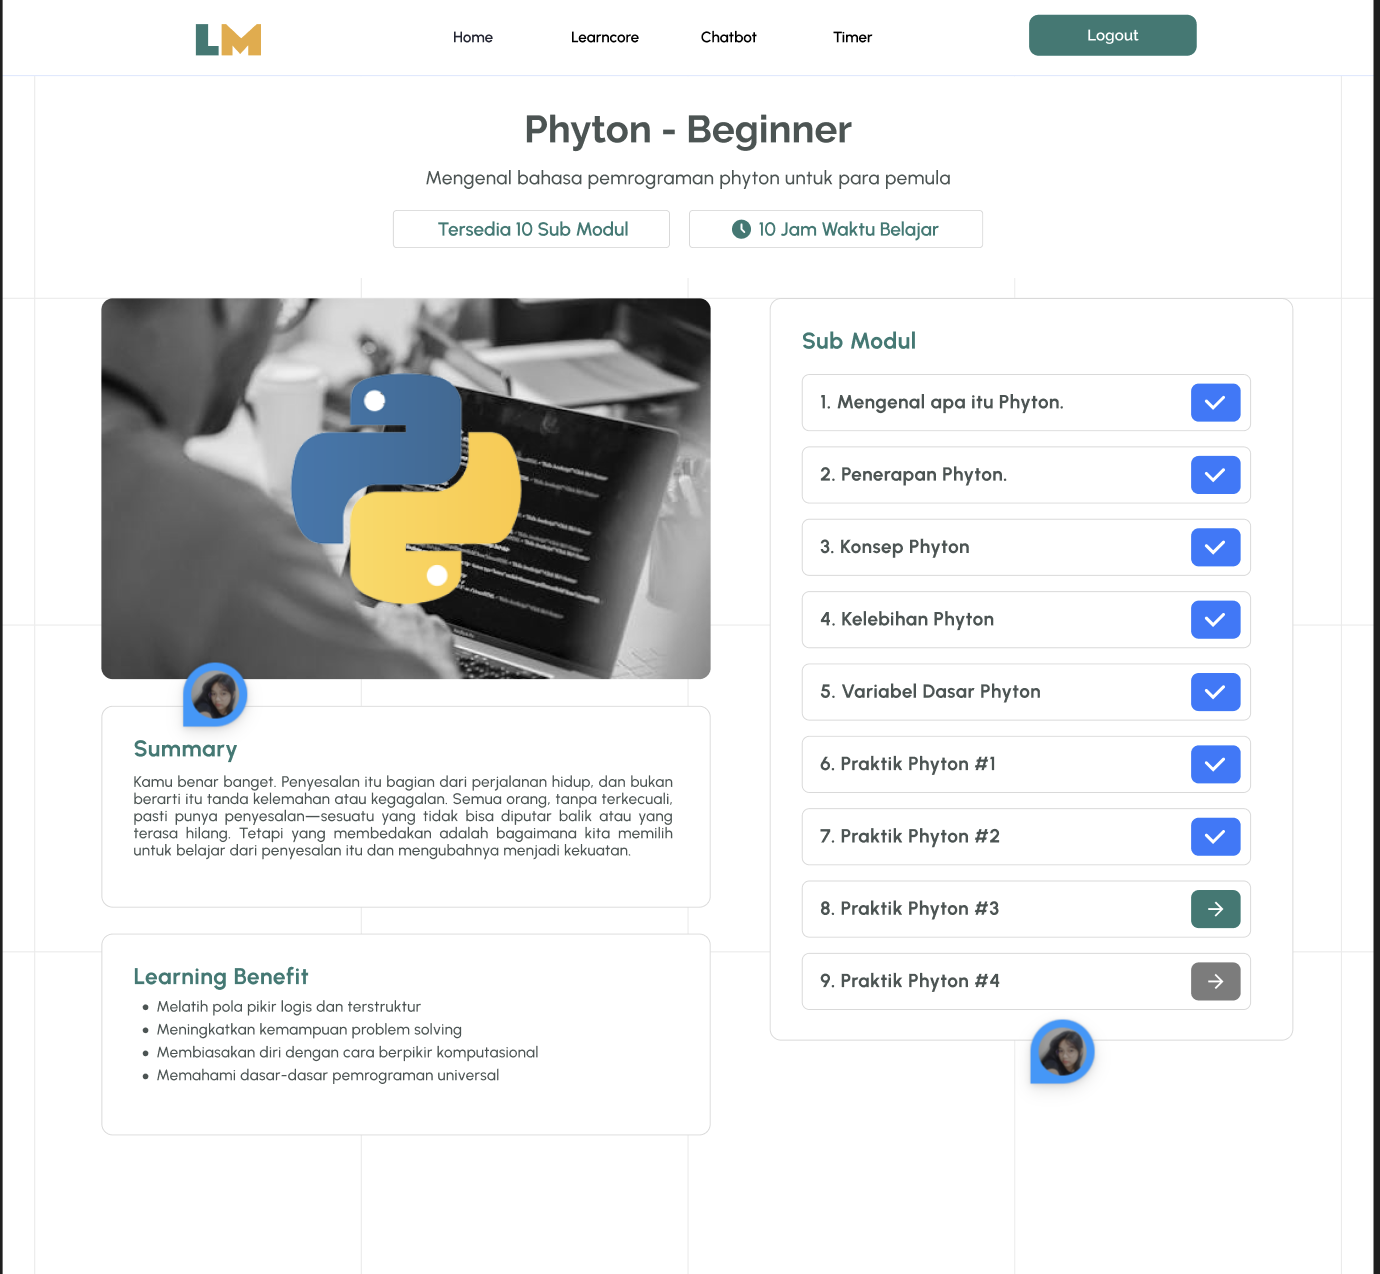 LM
Home
Learncore
Chatbot
Timer
Logout
Phyton - Beginner
Mengenal bahasa pemrograman phyton untuk para pemula
Tersedia 10 Sub Modul
10 Jam Waktu Belajar
Summary
Kamu benar banget. Penyesalan itu bagian dari perjalanan hidup, dan bukan
berarti itu tanda kelemahan atau kegagalan. Semua orang, tanpa terkecuali,
pasti punya penyesalan—sesuatu yang tidak bisa diputar balik atau yang
terasa hilang. Tetapi yang membedakan adalah bagaimana kita memilih
untuk belajar dari penyesalan itu dan mengubahnya menjadi kekuatan.
Learning Benefit
• Melatih pola pikir logis dan terstruktur
• Meningkatkan kemampuan problem solving
• Membiasakan diri dengan cara berpikir komputasional
• Memahami dasar-dasar pemrograman universal
Sub Modul
1. Mengenal apa itu Phyton.
2. Penerapan Phyton.
3. Konsep Phyton
4. Kelebihan Phyton
5. Variabel Dasar Phyton
6. Praktik Phyton #1
7. Praktik Phyton #2
8. Praktik Phyton #3
9. Praktik Phyton #4